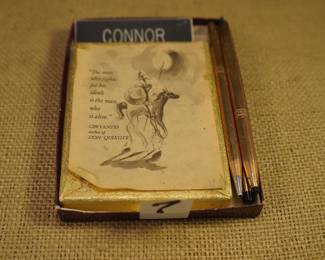 CONNOR
"The man
who fights
for his
ideals
is the man
who
is alive."
CERVANTES
author of
DON QUIXOTE
7